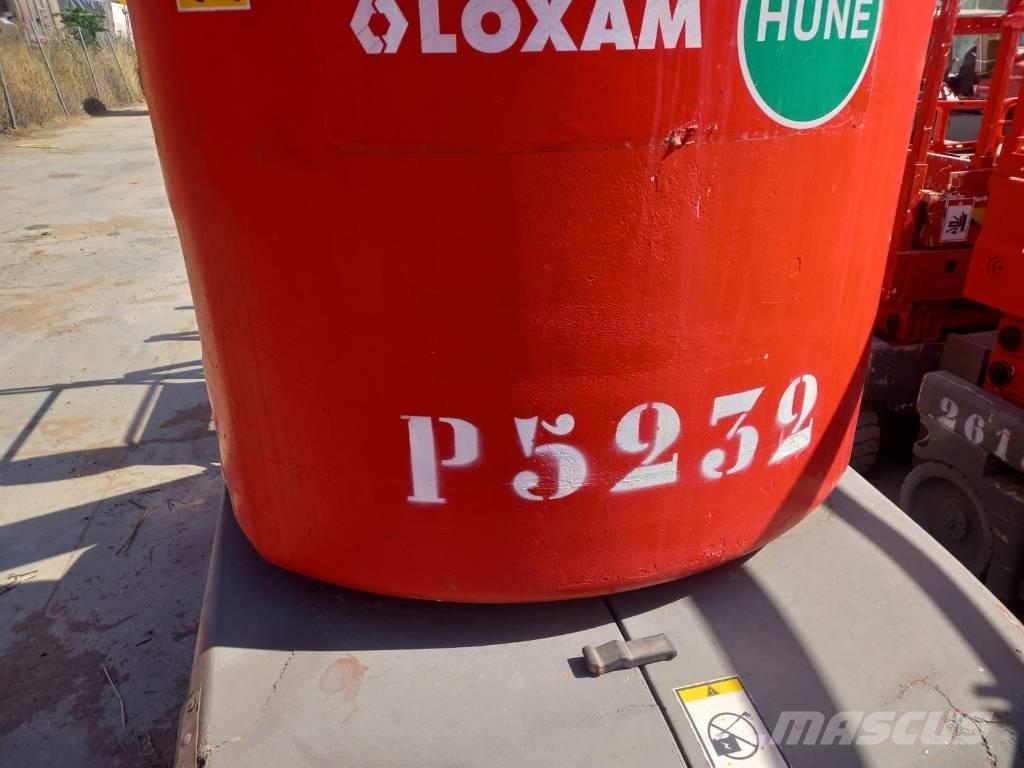 LOXAM
HUNE
P5232
261
MASCUS